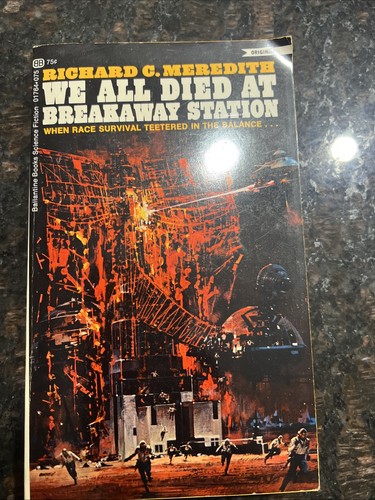 BB 75¢
ORIGINAL
RICHARD C. MEREDITH
WE ALL DIED AT
BREAKAWAY STATION
WHEN RACE SURVIVAL TEETERED IN THE BALANCE . . .
Ballantine Books Science Fiction 01764-075